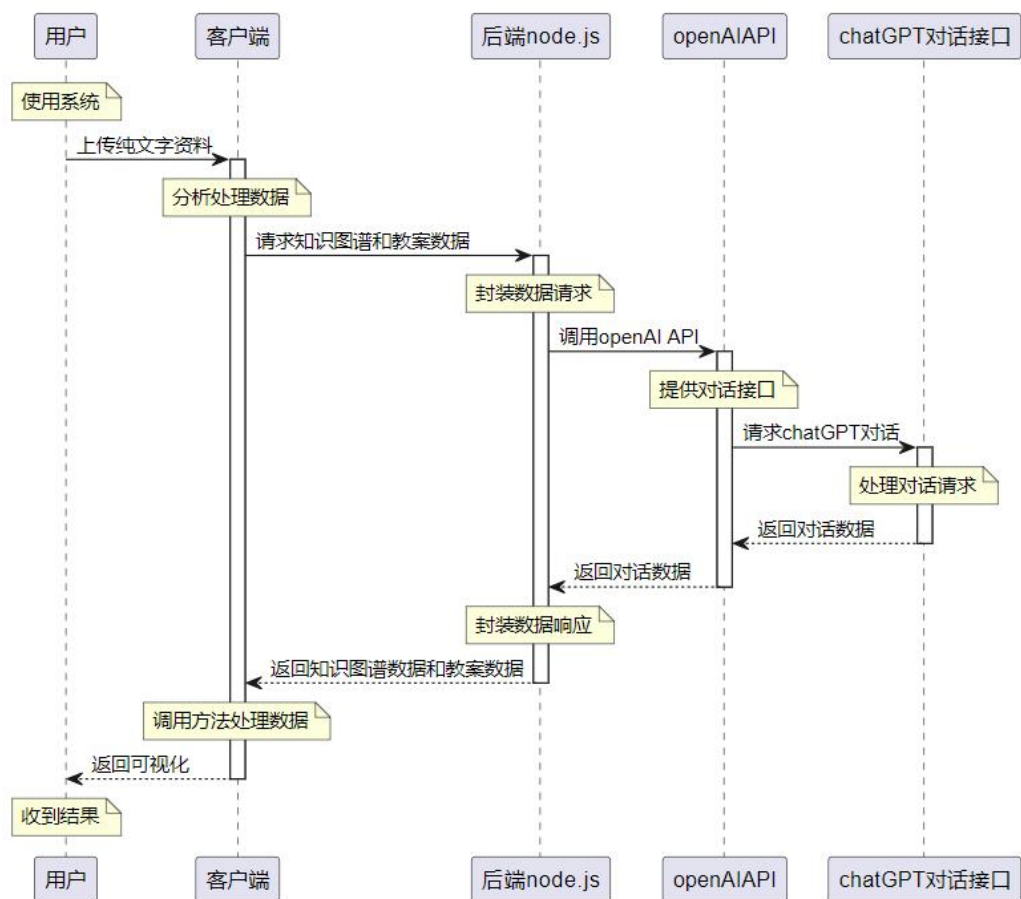 用户
客户端
后端node.js
openAIAPI
chatGPT对话接口
使用系统
上传纯文字资料
分析处理数据
请求知识图谱和教案数据
封装数据请求
调用openAI API
提供对话接口
请求chatGPT对话
处理对话请求
返回对话数据
返回对话数据
封装数据响应
返回知识图谱数据和教案数据
调用方法处理数据
返回可视化
收到结果
用户
客户端
后端node.js
openAIAPI
chatGPT对话接口